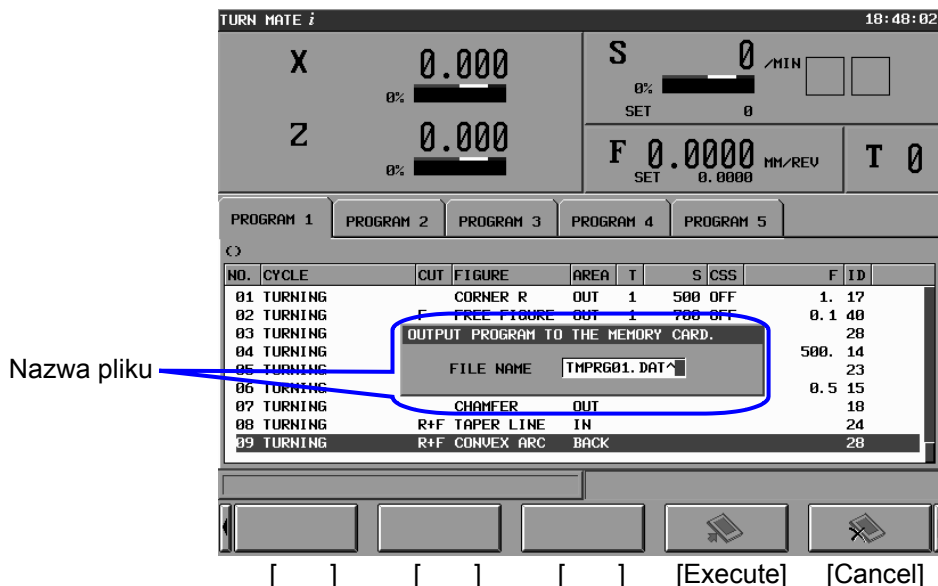 TURN MATE i 18:48:02
X 0.000
0%
Z 0.000
0%
S 0 /MIN
0%
SET 0
F 0.0000 MM/REV
SET 0.0000
T 0
PROGRAM 1 PROGRAM 2 PROGRAM 3 PROGRAM 4 PROGRAM 5
()
NO. CYCLE CUT FIGURE AREA T S CSS F ID
01 TURNING CORNER R OUT 1 500 OFF 1. 17
02 TURNING F FREE FIGURE OUT 1 700 OFF 0.1 40
03 TURNING 28
04 TURNING 500. 14
05 TURNING 23
06 TURNING 0.5 15
07 TURNING CHAMFER OUT 18
08 TURNING R+F TAPER LINE IN 24
09 TURNING R+F CONVEX ARC BACK 28
OUTPUT PROGRAM TO THE MEMORY CARD.
FILE NAME TMPRG01.DAT^
Nazwa pliku
[ ] [ ] [ ] [Execute] [Cancel]